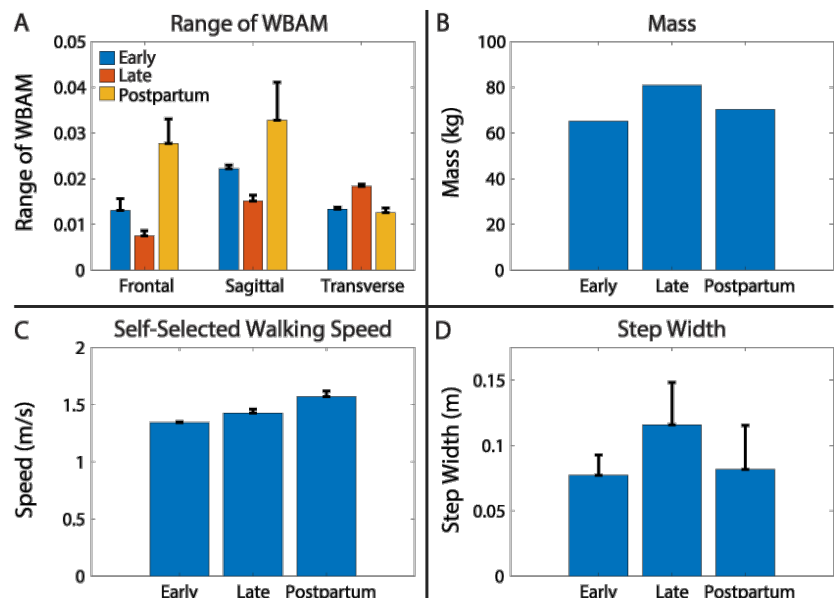 A
Range of WBAM
Range of WBAM
0.05
0.04
0.03
0.02
0.01
0
Early
Late
Postpartum
Frontal
Sagittal
Transverse
B
Mass
Mass (kg)
100
80
60
40
20
0
Early
Late
Postpartum
C
Self-Selected Walking Speed
Speed (m/s)
2
1.5
1
0.5
0
Early
Late
Postpartum
D
Step Width
Step Width (m)
0.15
0.1
0.05
0
Early
Late
Postpartum